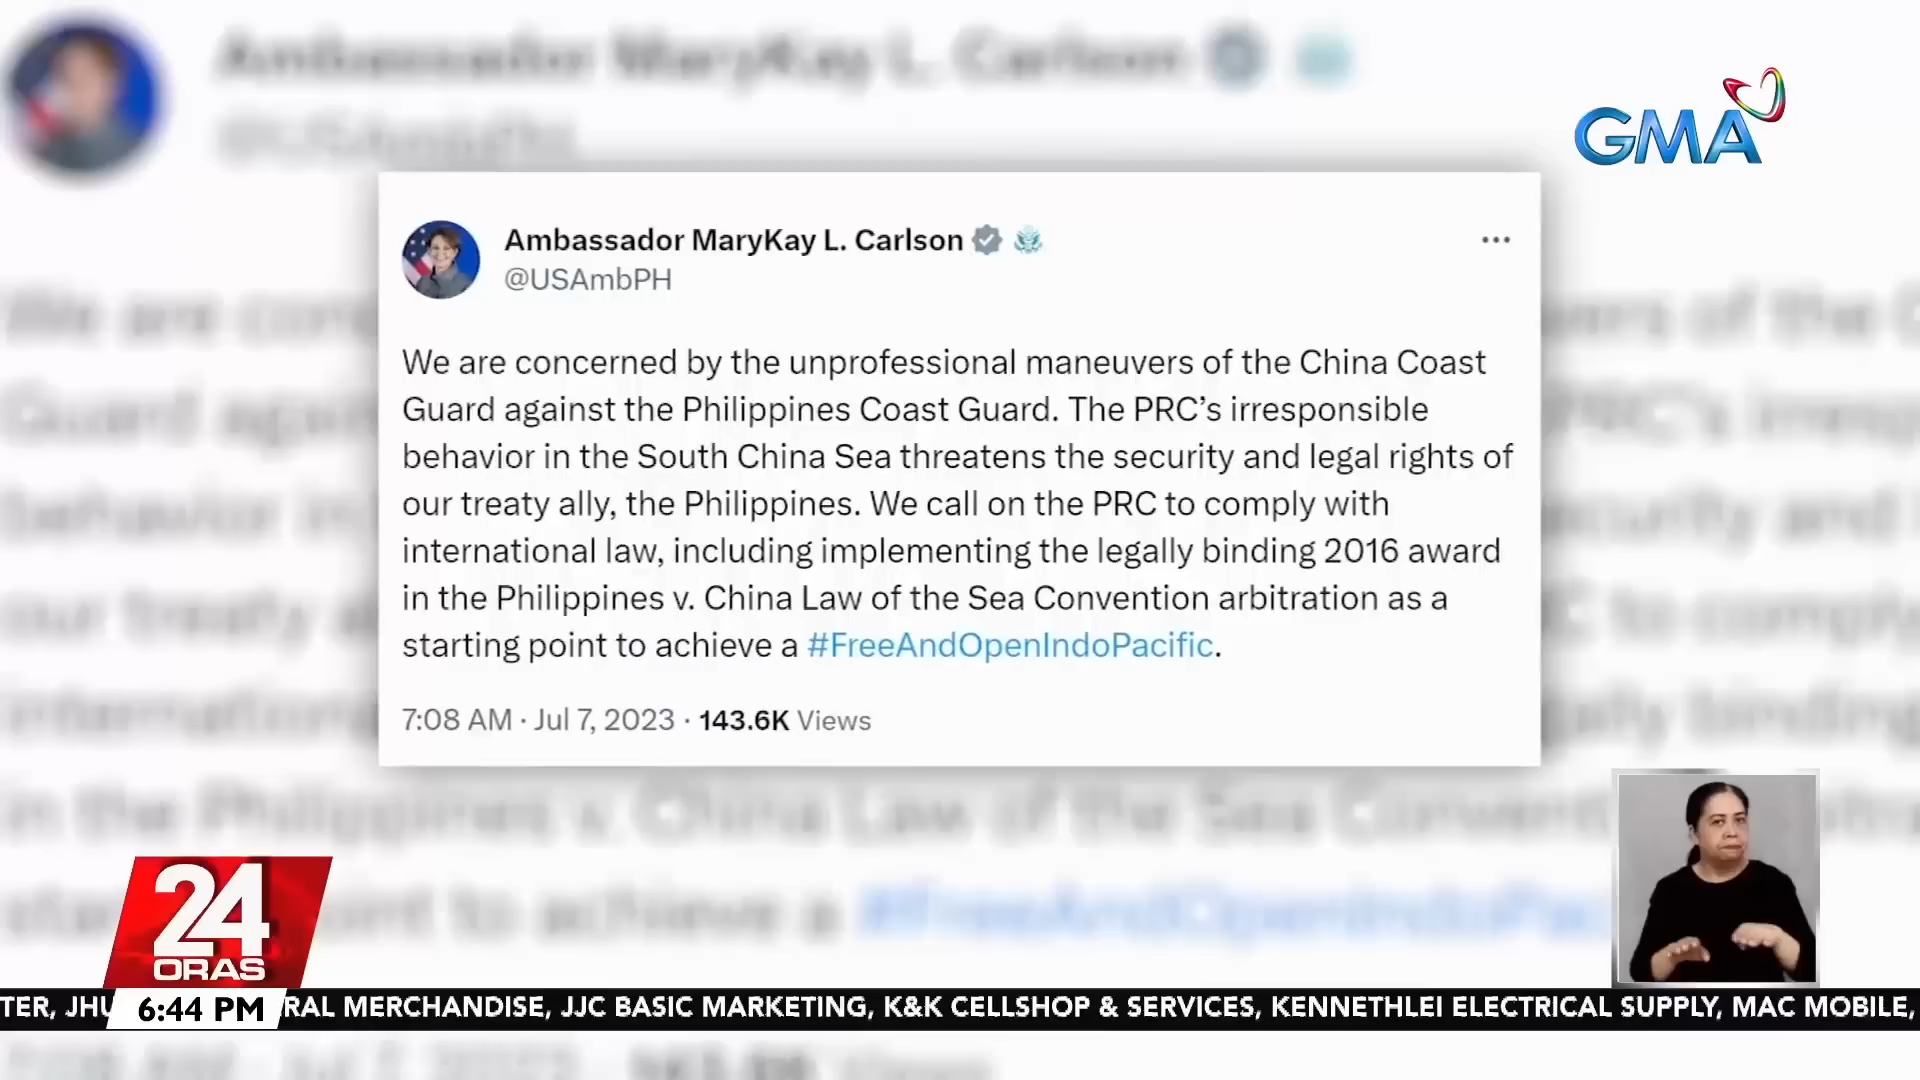 Ambassador MaryKay L. Carlson
GMA
Ambassador MaryKay L. Carlson
@USAmbPH
We are concerned by the unprofessional maneuvers of the China Coast
Guard against the Philippines Coast Guard. The PRC’s irresponsible
behavior in the South China Sea threatens the security and legal rights of
our treaty ally, the Philippines. We call on the PRC to comply with
international law, including implementing the legally binding 2016 award
in the Philippines v. China Law of the Sea Convention arbitration as a
starting point to achieve a #FreeAndOpenIndoPacific.
7:08 AM · Jul 7, 2023 · 143.6K Views
24
ORAS
6:44 PM
TER, JHU RAL MERCHANDISE, JJC BASIC MARKETING, K&K CELLSHOP & SERVICES, KENNETHLEI ELECTRICAL SUPPLY, MAC MOBILE,